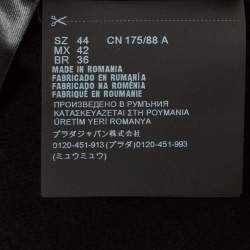 SZ 44 CN 175/88 A
MX 42
BR 36
MADE IN ROMANIA
FABRICADO EN RUMANÍA
FABRICADO NA ROMÉNIA
FABRIQUÉ EN ROUMANIE
ПРОИЗВЕДЕНО В РУМЪНИЯ
ΚΑΤΑΣΚΕΥΑΖΕΤΑΙ ΣΤΗ ΡΟΥΜΑΝΙΑ
ÜRETİM YERİ ROMANYA
プラダジャパン株式会社
0120-451-913 (プラダ) 0120-451-993
(ミュウミュウ)